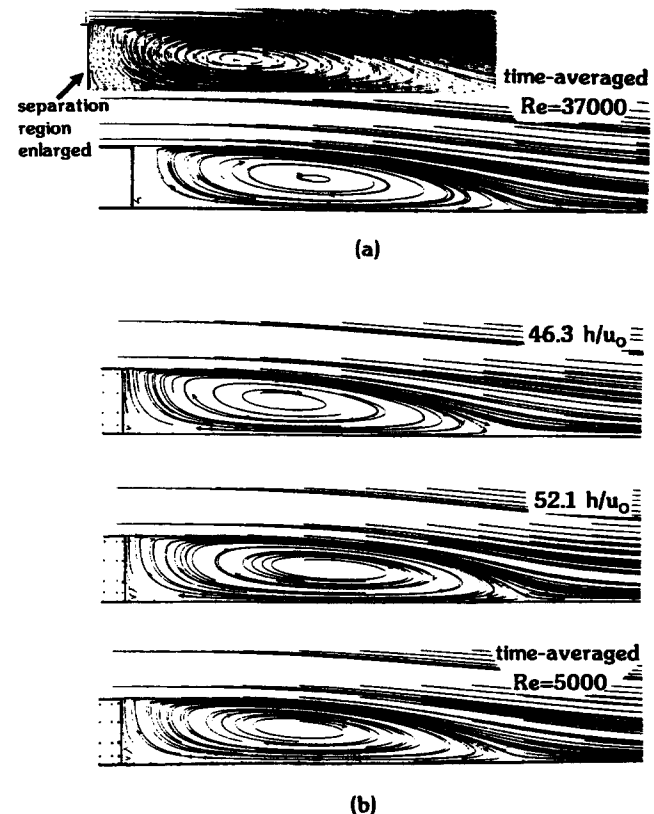 time-averaged
Re=37000
separation
region
enlarged
(a)
46.3 h/u₀
52.1 h/u₀
time-averaged
Re=5000
(b)